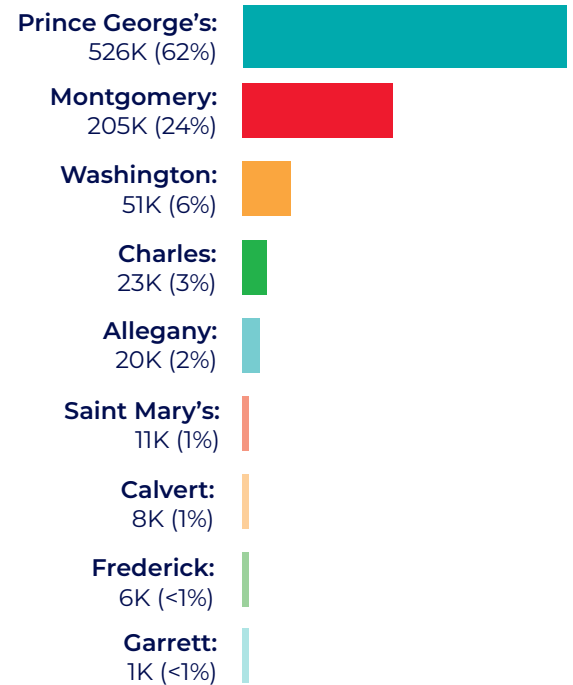 Prince George’s:
526K (62%)
Montgomery:
205K (24%)
Washington:
51K (6%)
Charles:
23K (3%)
Allegany:
20K (2%)
Saint Mary’s:
11K (1%)
Calvert:
8K (1%)
Frederick:
6K (<1%)
Garrett:
1K (<1%)